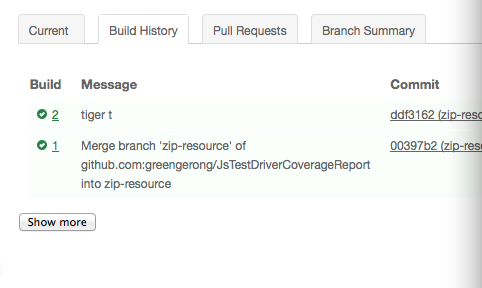 Current Build History Pull Requests Branch Summary
Build Message Commit
2 tiger t ddf3162 (zip-reso
1 Merge branch 'zip-resource' of 00397b2 (zip-res
github.com:greengerong/JsTestDriverCoverageReport
into zip-resource
Show more